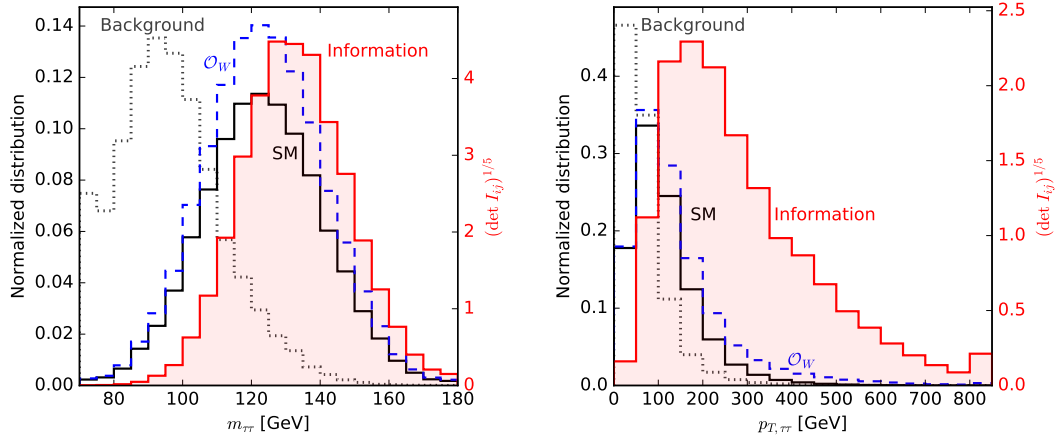 Background
Information
𝒪_W
SM
0.14
0.12
0.10
0.08
0.06
0.04
0.02
0.00
Normalized distribution
80 100 120 140 160 180
m_ττ [GeV]
4
3
2
1
0
(det I_ij)^1/5
Background
Information
SM
𝒪_W
0.4
0.3
0.2
0.1
0.0
Normalized distribution
0 100 200 300 400 500 600 700 800
p_T,ττ [GeV]
2.5
2.0
1.5
1.0
0.5
0.0
(det I_ij)^1/5